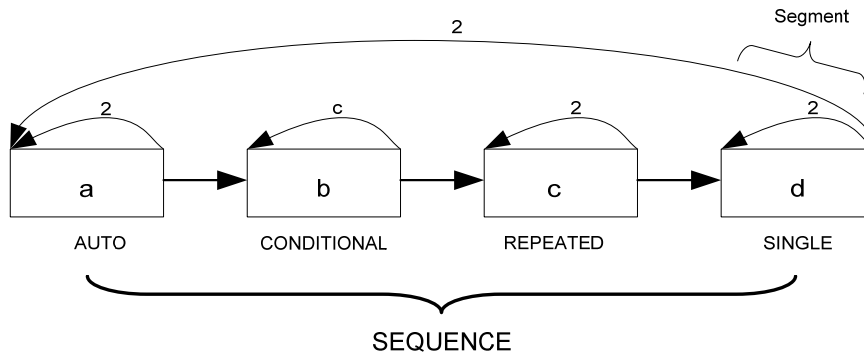 Segment
2
2
c
2
2
a
b
c
d
AUTO
CONDITIONAL
REPEATED
SINGLE
SEQUENCE